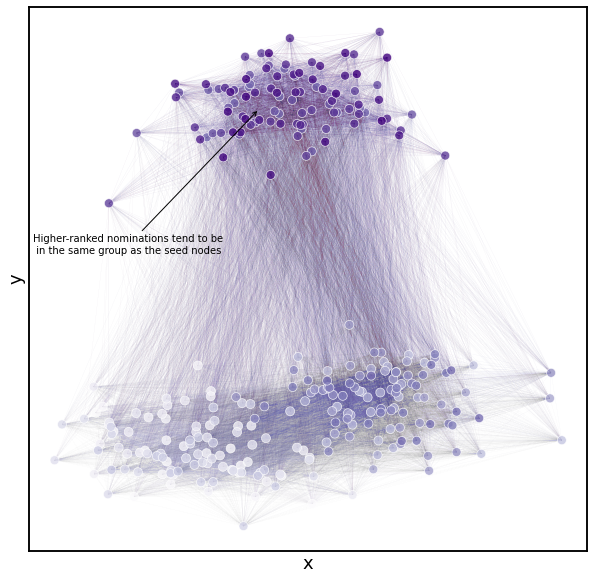 Higher-ranked nominations tend to be
in the same group as the seed nodes
y
x